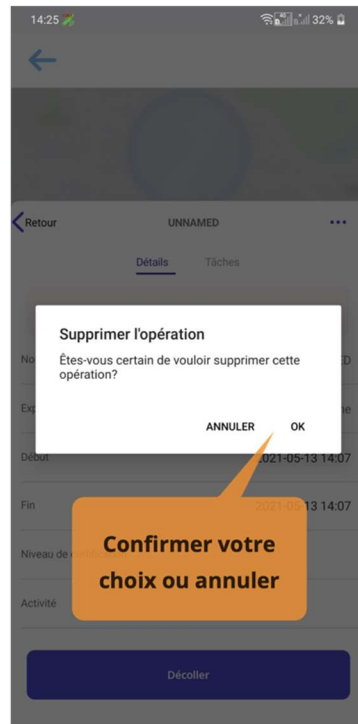 14:25 32%
Retour UNNAMED
Détails Tâches
Supprimer l'opération
Êtes-vous certain de vouloir supprimer cette
opération?
ANNULER OK
Début 2021-05-13 14:07
Fin 2021-05-13 14:07
Niveau de
Activité
Confirmer votre
choix ou annuler
Décoller